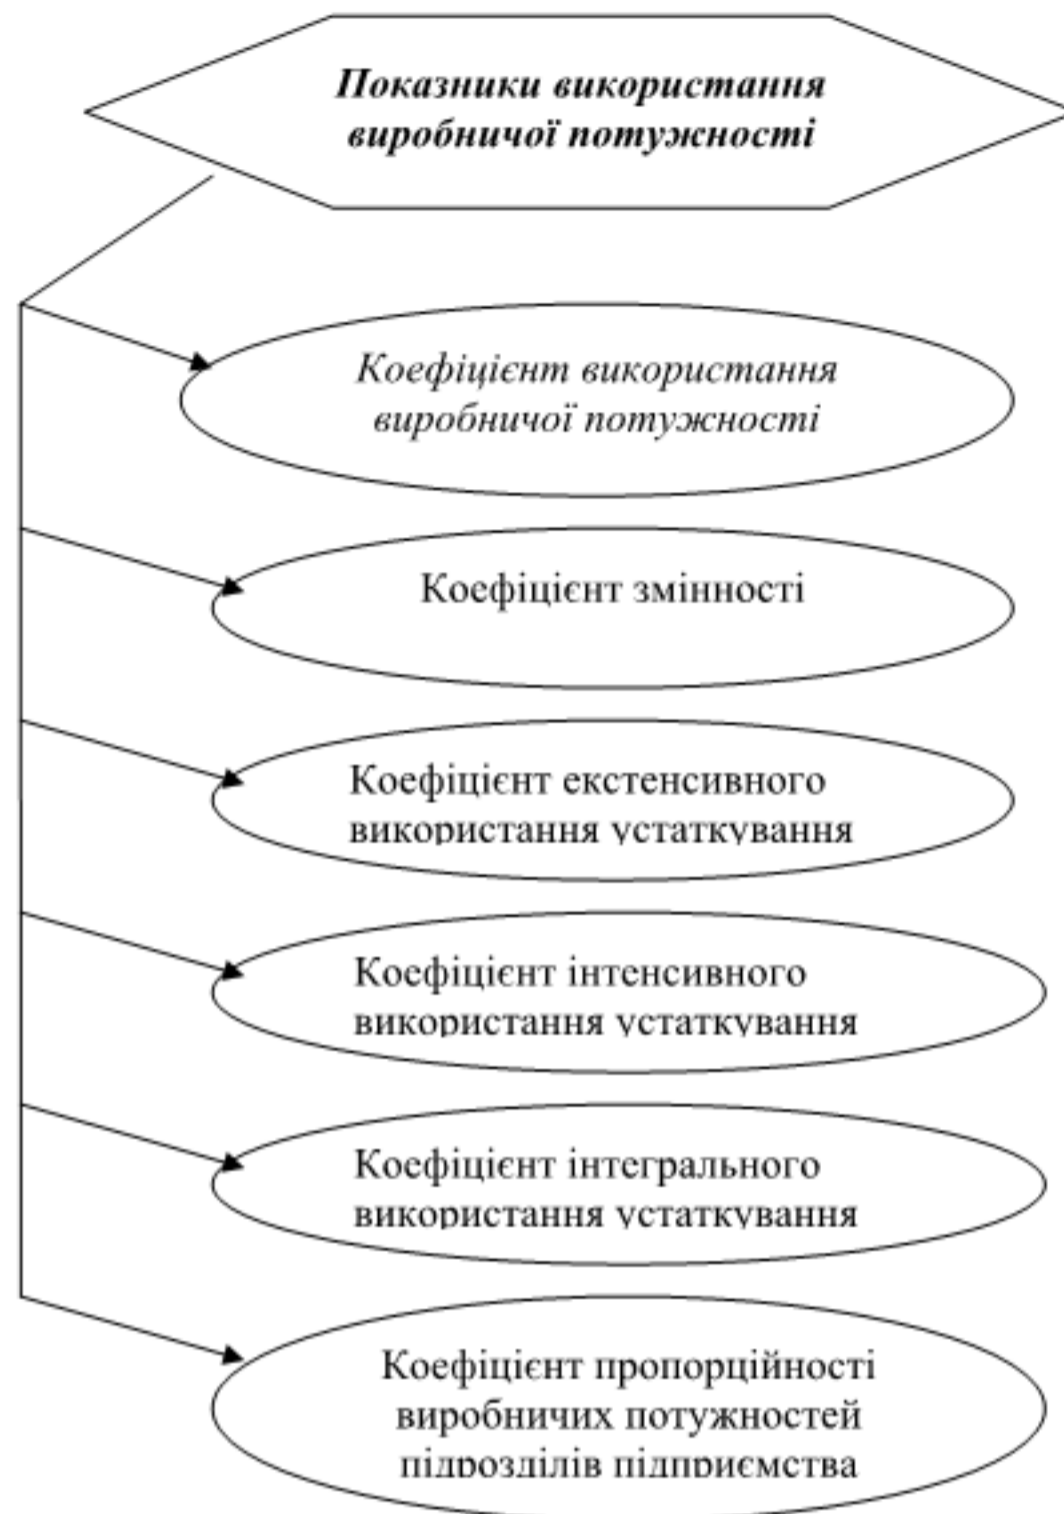 Показники використання
виробничої потужності
Коефіцієнт використання
виробничої потужності
Коефіцієнт змінності
Коефіцієнт екстенсивного
використання устаткування
Коефіцієнт інтенсивного
використання устаткування
Коефіцієнт інтегрального
використання устаткування
Коефіцієнт пропорційності
виробничих потужностей
підрозділів підприємства